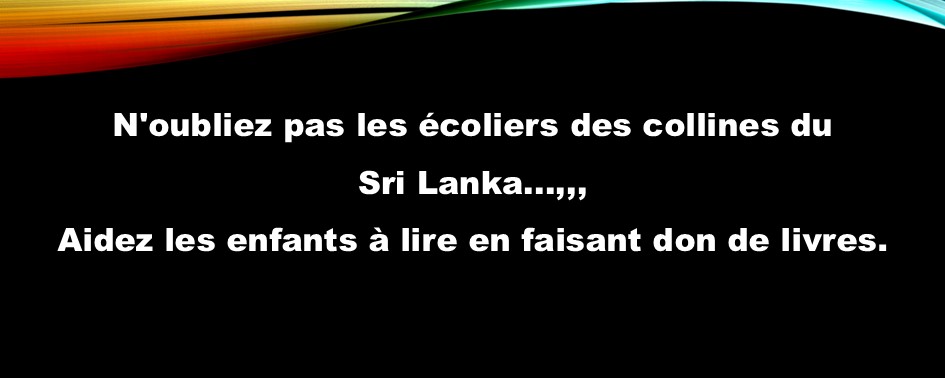 N'oubliez pas les écoliers des collines du
Sri Lanka...,,,
Aidez les enfants à lire en faisant don de livres.